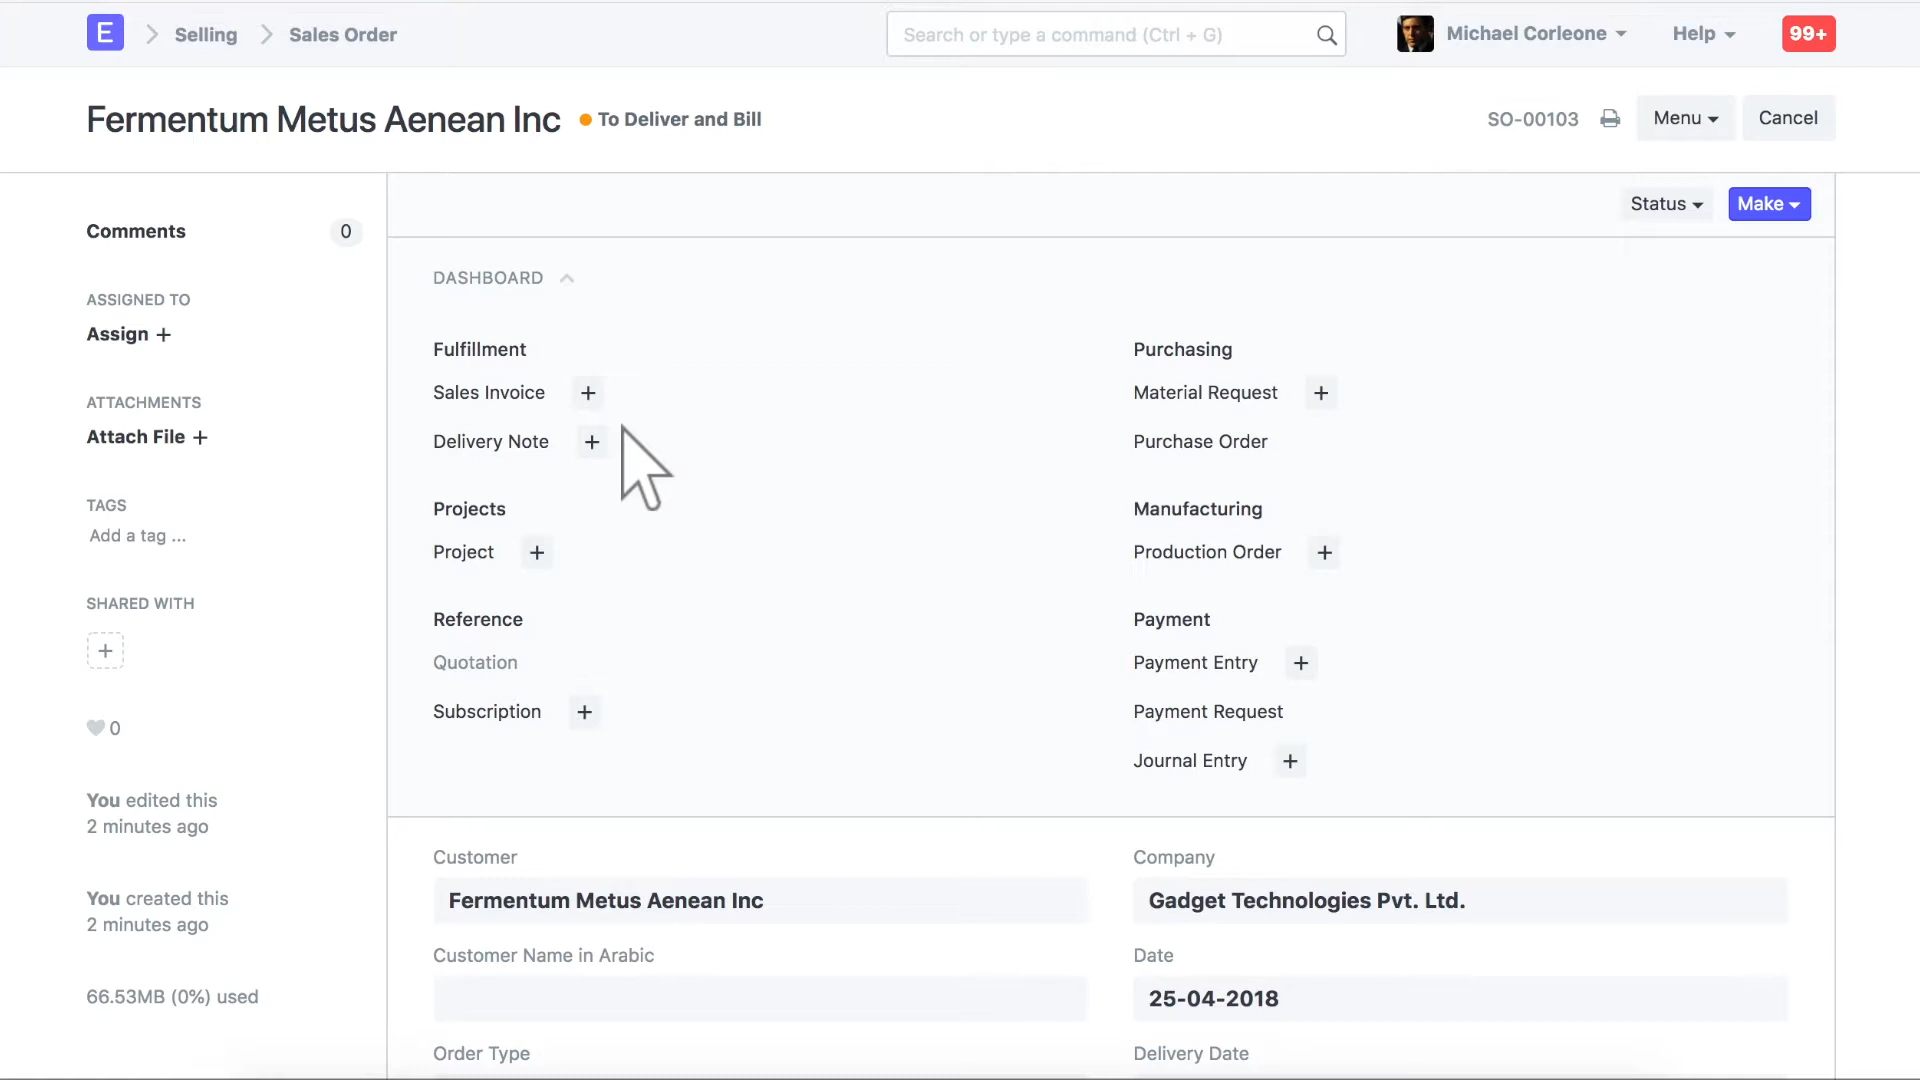 E
Selling
Sales Order
Search or type a command (Ctrl + G)
Michael Corleone
Help
99+
Fermentum Metus Aenean Inc
To Deliver and Bill
SO-00103
Menu
Cancel
Status
Make
Comments
0
ASSIGNED TO
Assign +
ATTACHMENTS
Attach File +
TAGS
Add a tag ...
SHARED WITH
+
0
You edited this
2 minutes ago
You created this
2 minutes ago
66.53MB (0%) used
DASHBOARD
Fulfillment
Sales Invoice +
Delivery Note +
Projects
Project +
Reference
Quotation
Subscription +
Purchasing
Material Request +
Purchase Order
Manufacturing
Production Order +
Payment
Payment Entry +
Payment Request
Journal Entry +
Customer
Fermentum Metus Aenean Inc
Customer Name in Arabic
Order Type
Company
Gadget Technologies Pvt. Ltd.
Date
25-04-2018
Delivery Date